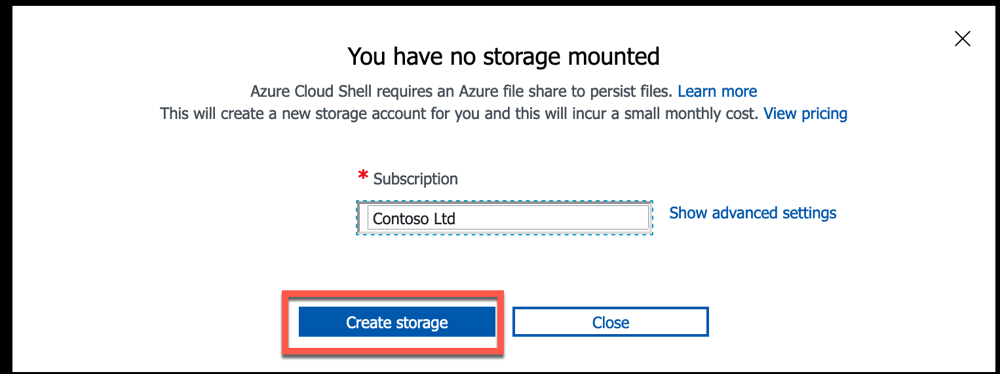 You have no storage mounted
Azure Cloud Shell requires an Azure file share to persist files. Learn more
This will create a new storage account for you and this will incur a small monthly cost. View pricing
* Subscription
Contoso Ltd
Show advanced settings
Create storage
Close